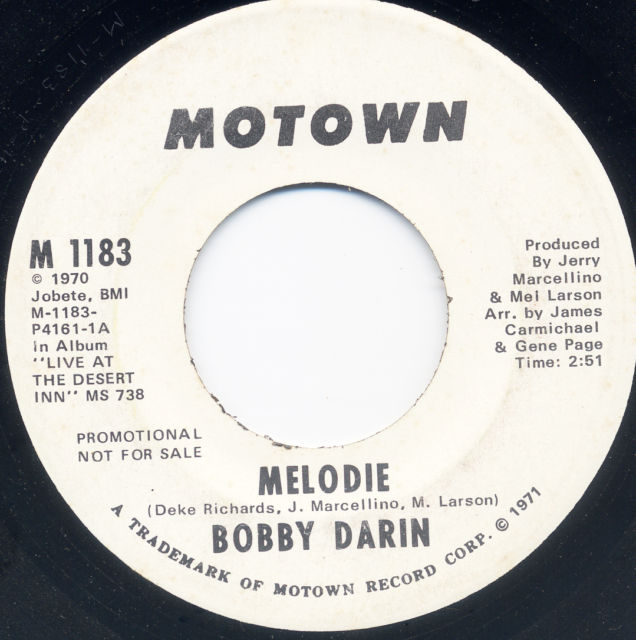 MOTOWN
M 1183
© 1970
Jobete, BMI
M-1183-
P4161-1A
In Album
"LIVE AT
THE DESERT
INN" MS 738
Produced
By Jerry
Marcellino
& Mel Larson
Arr. by James
Carmichael
& Gene Page
Time: 2:51
PROMOTIONAL
NOT FOR SALE
MELODIE
(Deke Richards, J. Marcellino, M. Larson)
BOBBY DARIN
A TRADEMARK OF MOTOWN RECORD CORP. © 1971